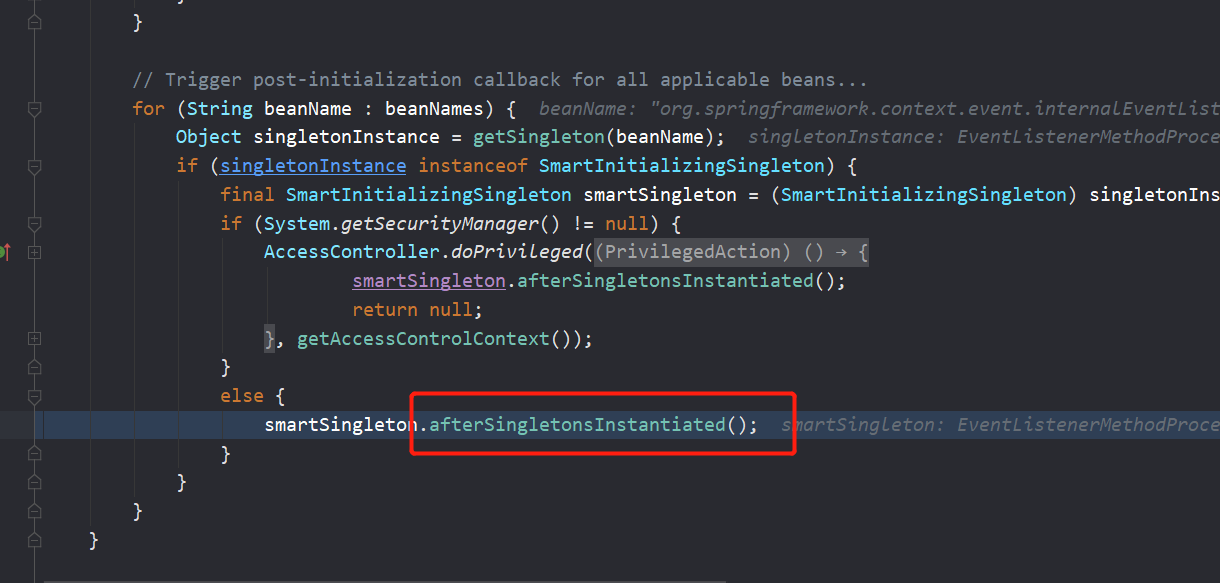 }
// Trigger post-initialization callback for all applicable beans...
for (String beanName : beanNames) { beanName: "org.springframework.context.event.internalEventList
Object singletonInstance = getSingleton(beanName); singletonInstance: EventListenerMethodProce
if (singletonInstance instanceof SmartInitializingSingleton) {
final SmartInitializingSingleton smartSingleton = (SmartInitializingSingleton) singletonIns
if (System.getSecurityManager() != null) {
AccessController.doPrivileged((PrivilegedAction) () → {
smartSingleton.afterSingletonsInstantiated();
return null;
}, getAccessControlContext());
}
else {
smartSingleton.afterSingletonsInstantiated(); smartSingleton: EventListenerMethodProce
}
}
}
}